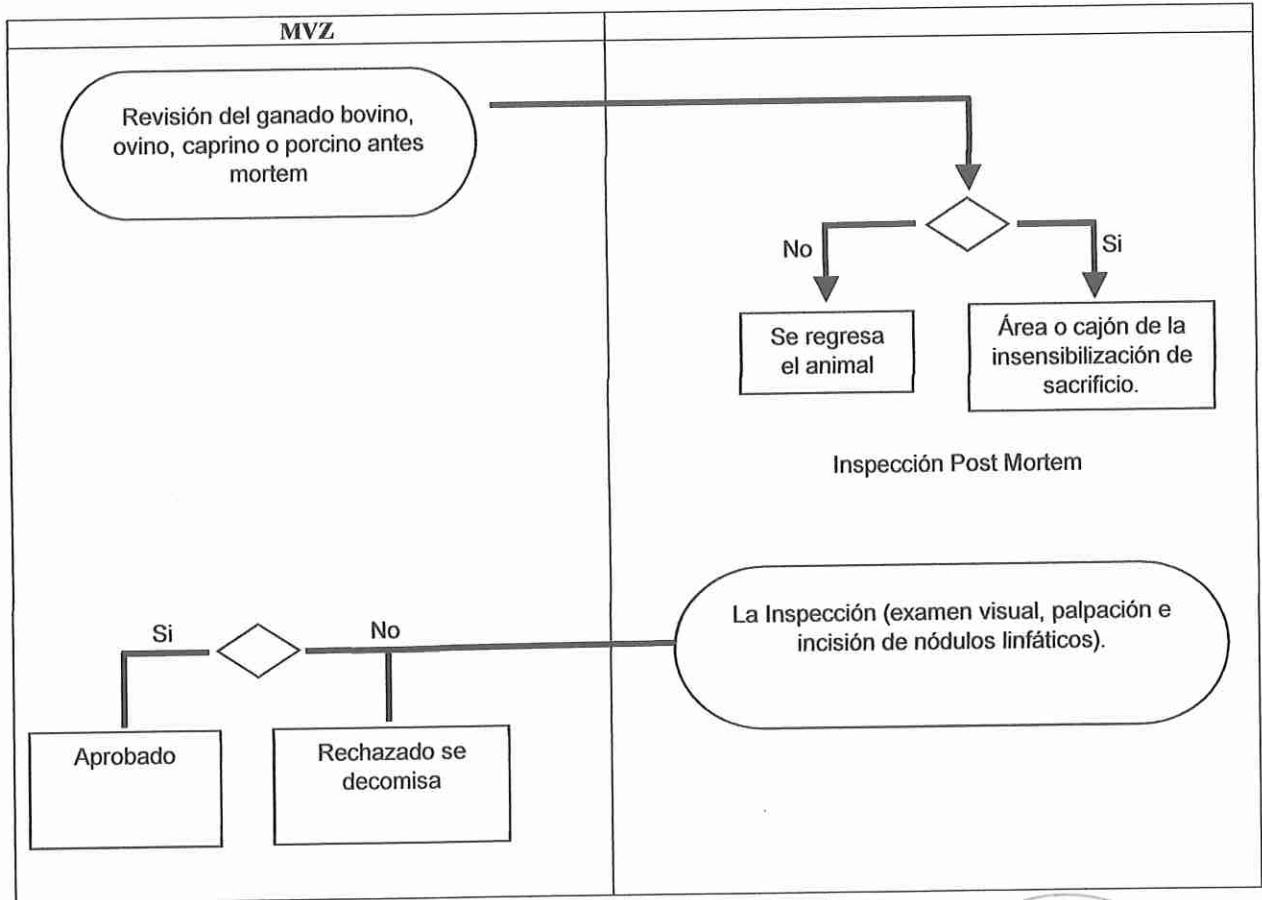 MVZ
Revisión del ganado bovino,
ovino, caprino o porcino antes
mortem
No
Si
Se regresa
el animal
Área o cajón de la
insensibilización de
sacrificio.
Inspección Post Mortem
La Inspección (examen visual, palpación e
incisión de nódulos linfáticos).
Si
No
Aprobado
Rechazado se
decomisa